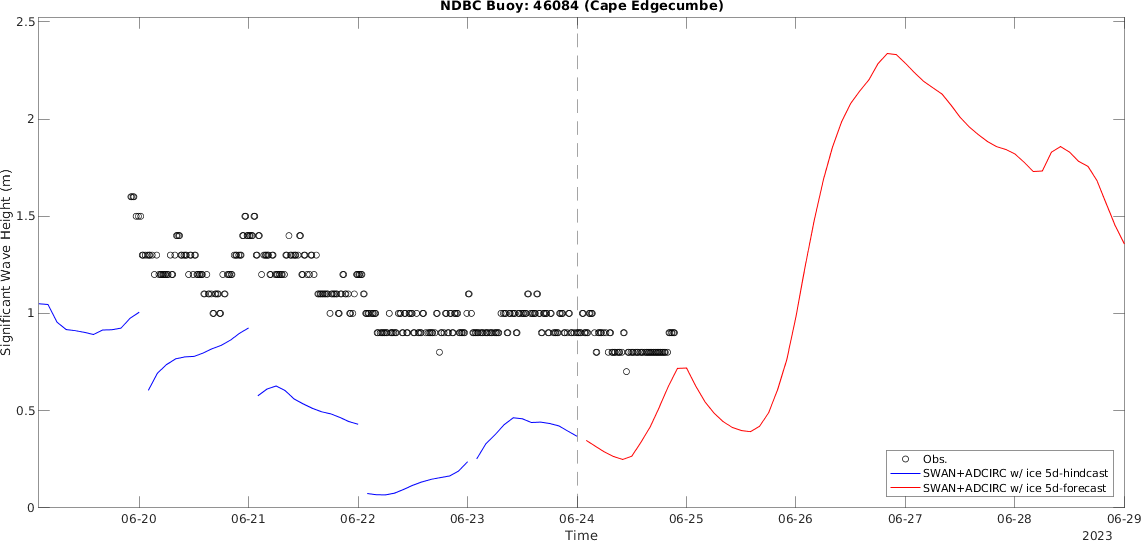 NDBC Buoy: 46084 (Cape Edgecumbe)
Significant Wave Height (m)
2.5
2
1.5
1
0.5
0
06-20 06-21 06-22 06-23 06-24 06-25 06-26 06-27 06-28 06-29
Time
2023
Obs.
SWAN+ADCIRC w/ ice 5d-hindcast
SWAN+ADCIRC w/ ice 5d-forecast